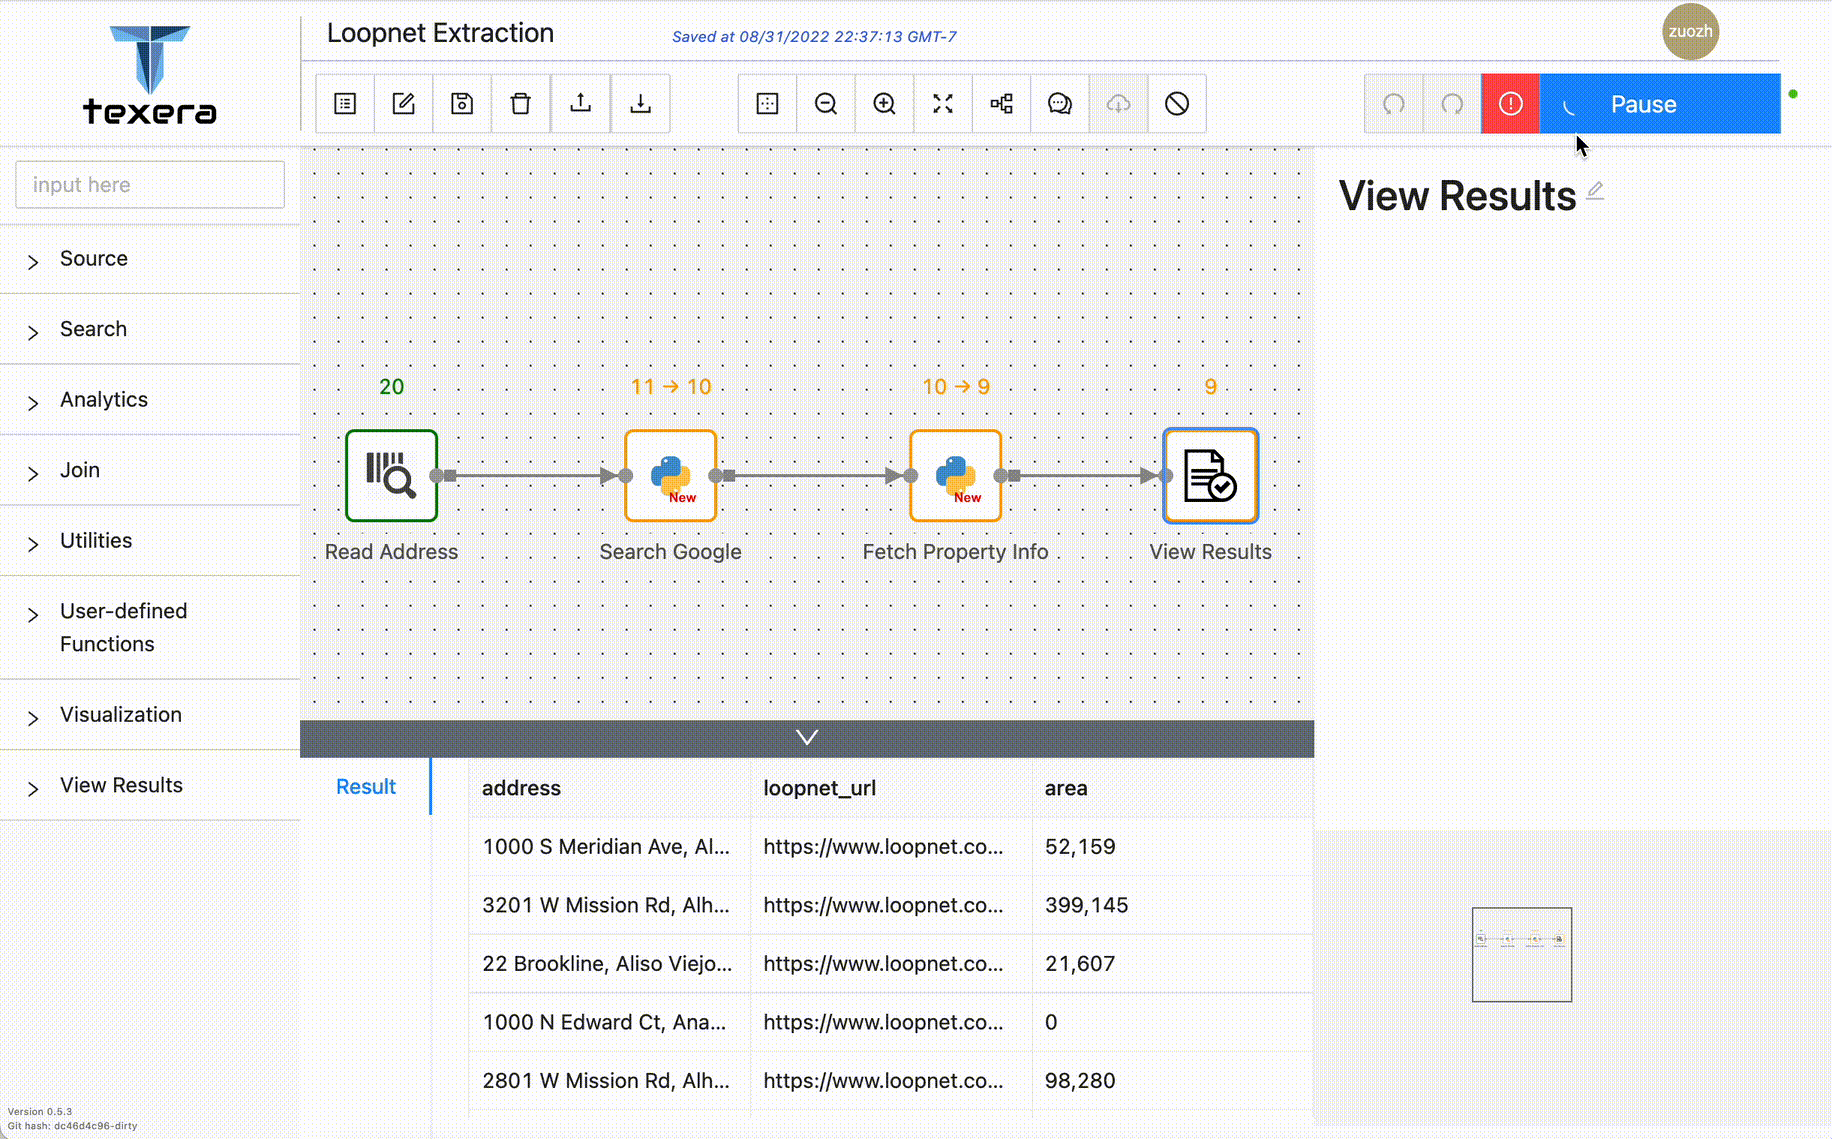 texera
Loopnet Extraction
Saved at 08/31/2022 22:37:13 GMT-7
zuozh
Pause
input here
Source
Search
Analytics
Join
Utilities
User-defined
Functions
Visualization
View Results
Version 0.5.3
Git hash: dc46d4c96-dirty
20
11 → 10
10 → 9
9
New
New
Read Address
Search Google
Fetch Property Info
View Results
View Results
Result
address loopnet_url area
1000 S Meridian Ave, Al... https://www.loopnet.co... 52,159
3201 W Mission Rd, Alh... https://www.loopnet.co... 399,145
22 Brookline, Aliso Viejo... https://www.loopnet.co... 21,607
1000 N Edward Ct, Ana... https://www.loopnet.co... 0
2801 W Mission Rd, Alh... https://www.loopnet.co... 98,280